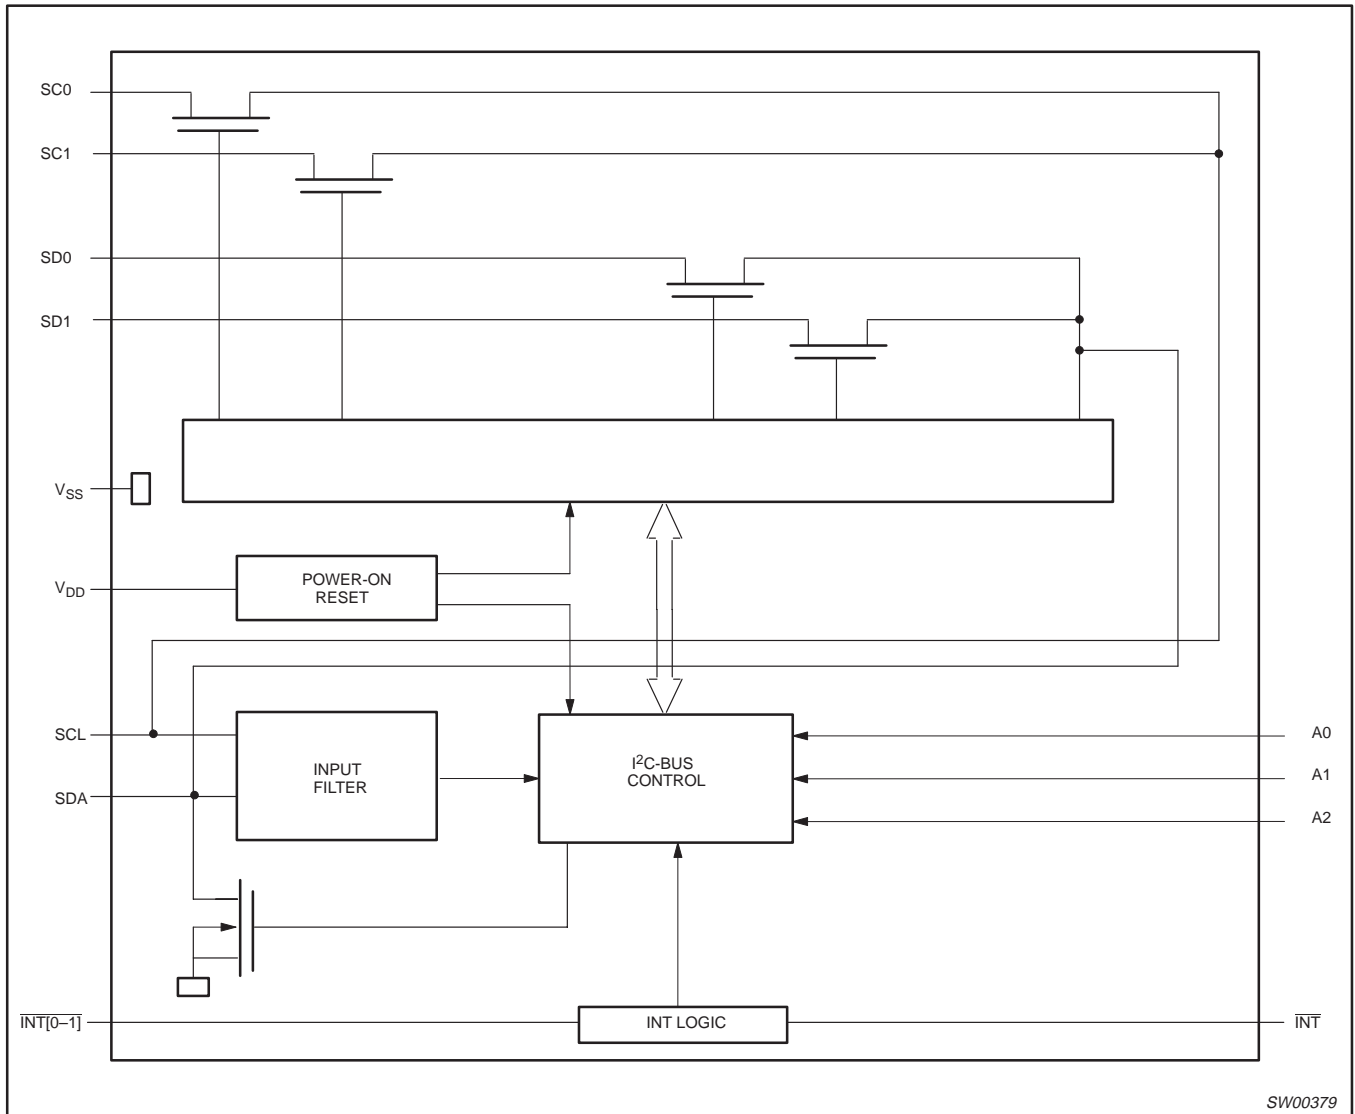 SC0
SC1
SD0
SD1
VSS
VDD
POWER-ON
RESET
SCL
SDA
INPUT
FILTER
I2C-BUS
CONTROL
A0
A1
A2
INT[0–1]
INT LOGIC
INT
SW00379